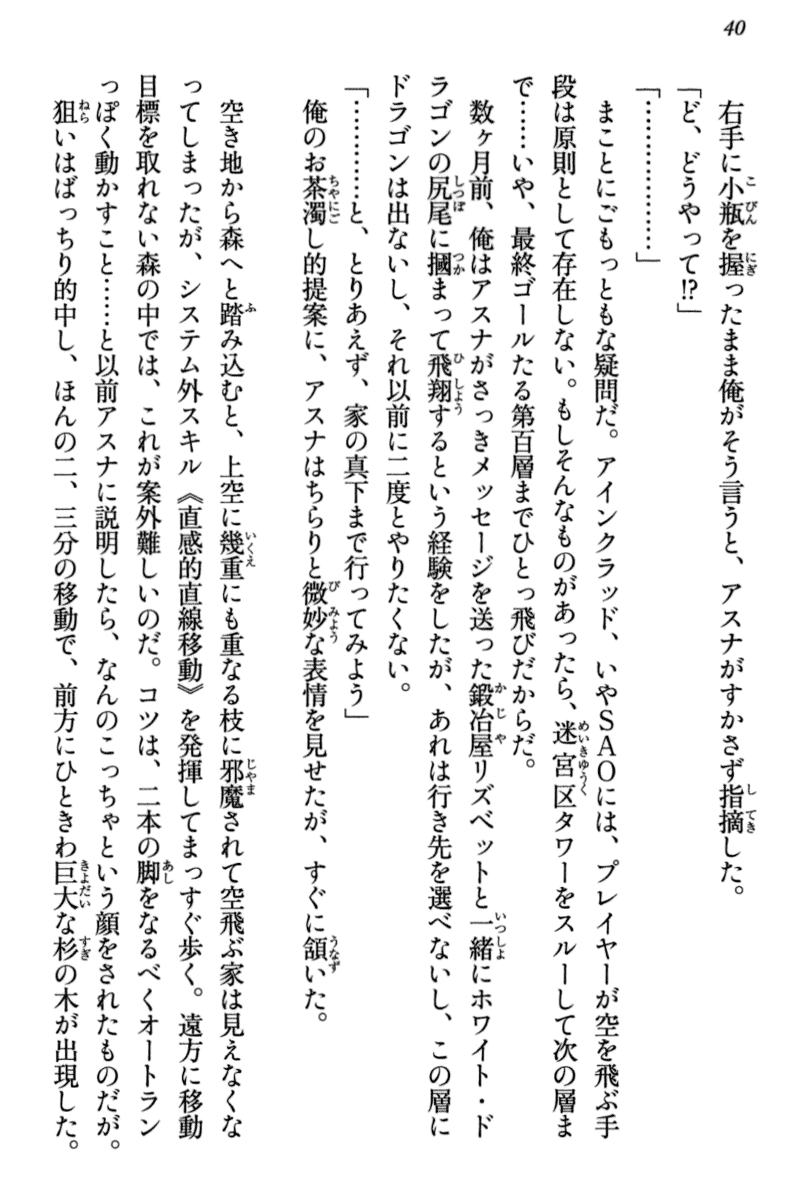 40
右手に小瓶を握ったまま俺がそう言うと、アスナがすかさず指摘した。
「ど、どうやって!?」
「………………」
まことにごもっともな疑問だ。アインクラッド、いやＳＡＯには、プレイヤーが空を飛ぶ手
段は原則として存在しない。もしそんなものがあったら、迷宮区タワーをスルーして次の層ま
で……いや、最終ゴールたる第百層までひとっ飛びだからだ。
数ヶ月前、俺はアスナがさっきメッセージを送った鍛冶屋リズベットと一緒にホワイト・ド
ラゴンの尻尾に摑まって飛翔するという経験をしたが、あれは行き先を選べないし、この層に
ドラゴンは出ないし、それ以前に二度とやりたくない。
「…………と、とりあえず、家の真下まで行ってみよう」
俺のお茶濁し的提案に、アスナはちらりと微妙な表情を見せたが、すぐに頷いた。
空き地から森へと踏み込むと、上空に幾重にも重なる枝に邪魔されて空飛ぶ家は見えなくな
ってしまったが、システム外スキル《直感的直線移動》を発揮してまっすぐ歩く。遠方に移動
目標を取れない森の中では、これが案外難しいのだ。コツは、二本の脚をなるべくオートラン
っぽく動かすこと……と以前アスナに説明したら、なんのこっちゃという顔をされたものだが。
狙いはばっちり的中し、ほんの二、三分の移動で、前方にひときわ巨大な杉の木が出現した。